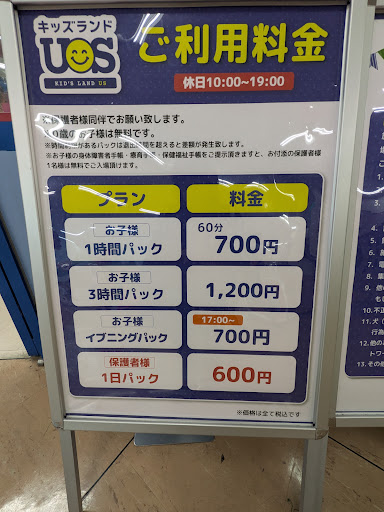 キッズランド
UOS
KID'S LAND US
ご利用料金
休日10:00~19:00
※保護者様同伴でお願い致します。
※0歳のお子様は無料です。
※お子様の身体障害者手帳・療育手帳・保健福祉手帳をご提示頂きますと、お付添の保護者様
1名様は無料でご入場頂けます。
プラン 料金
お子様
1時間パック
60分
700円
お子様
3時間パック
1,200円
お子様
イブニングパック
17:00~
700円
保護者様
1日パック
600円
※価格は全て税込です